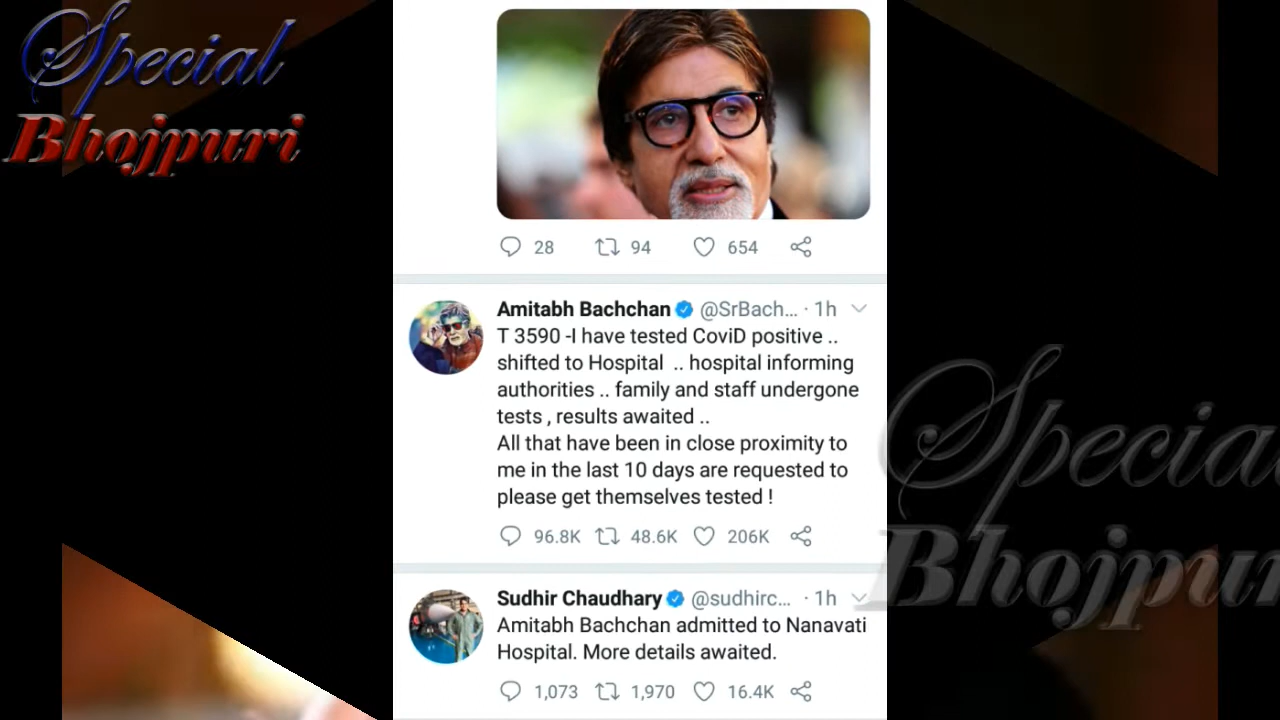 Special
Bhojpuri
28 94 654
Amitabh Bachchan @SrBach... · 1h
T 3590 -I have tested CoviD positive ..
shifted to Hospital .. hospital informing
authorities .. family and staff undergone
tests , results awaited ..
All that have been in close proximity to
me in the last 10 days are requested to
please get themselves tested !
96.8K 48.6K 206K
Sudhir Chaudhary @sudhirc... · 1h
Amitabh Bachchan admitted to Nanavati
Hospital. More details awaited.
1,073 1,970 16.4K
Specia
Bhojpu